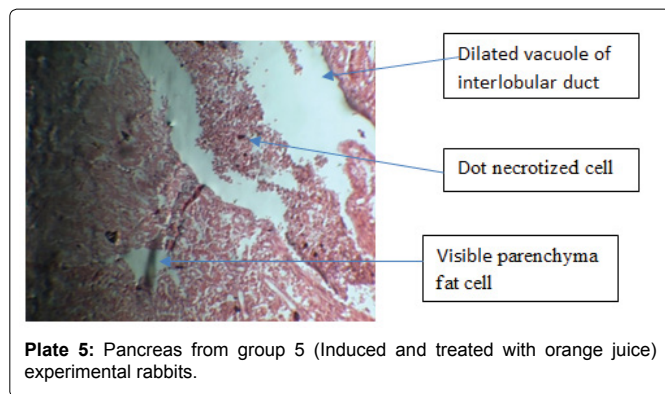 Dilated vacuole of
interlobular duct
Dot necrotized cell
Visible parenchyma
fat cell
Plate 5: Pancreas from group 5 (Induced and treated with orange juice)
experimental rabbits.